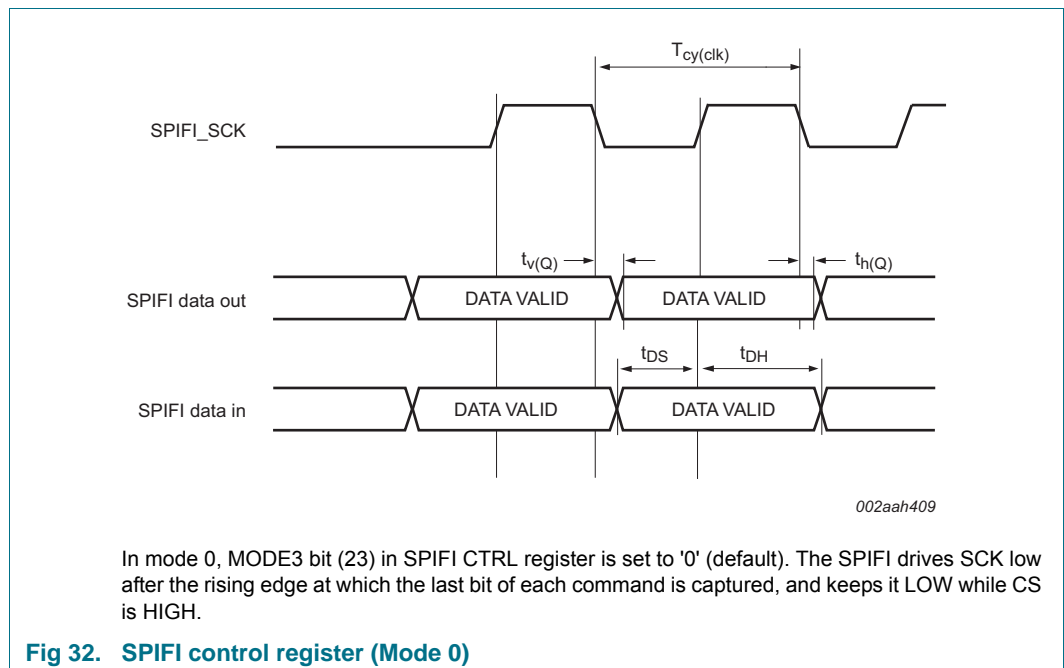 Tcy(clk)
SPIFI_SCK
tv(Q)
th(Q)
SPIFI data out
DATA VALID
DATA VALID
tDS
tDH
SPIFI data in
DATA VALID
DATA VALID
002aah409
In mode 0, MODE3 bit (23) in SPIFI CTRL register is set to '0' (default). The SPIFI drives SCK low
after the rising edge at which the last bit of each command is captured, and keeps it LOW while CS
is HIGH.
Fig 32. SPIFI control register (Mode 0)